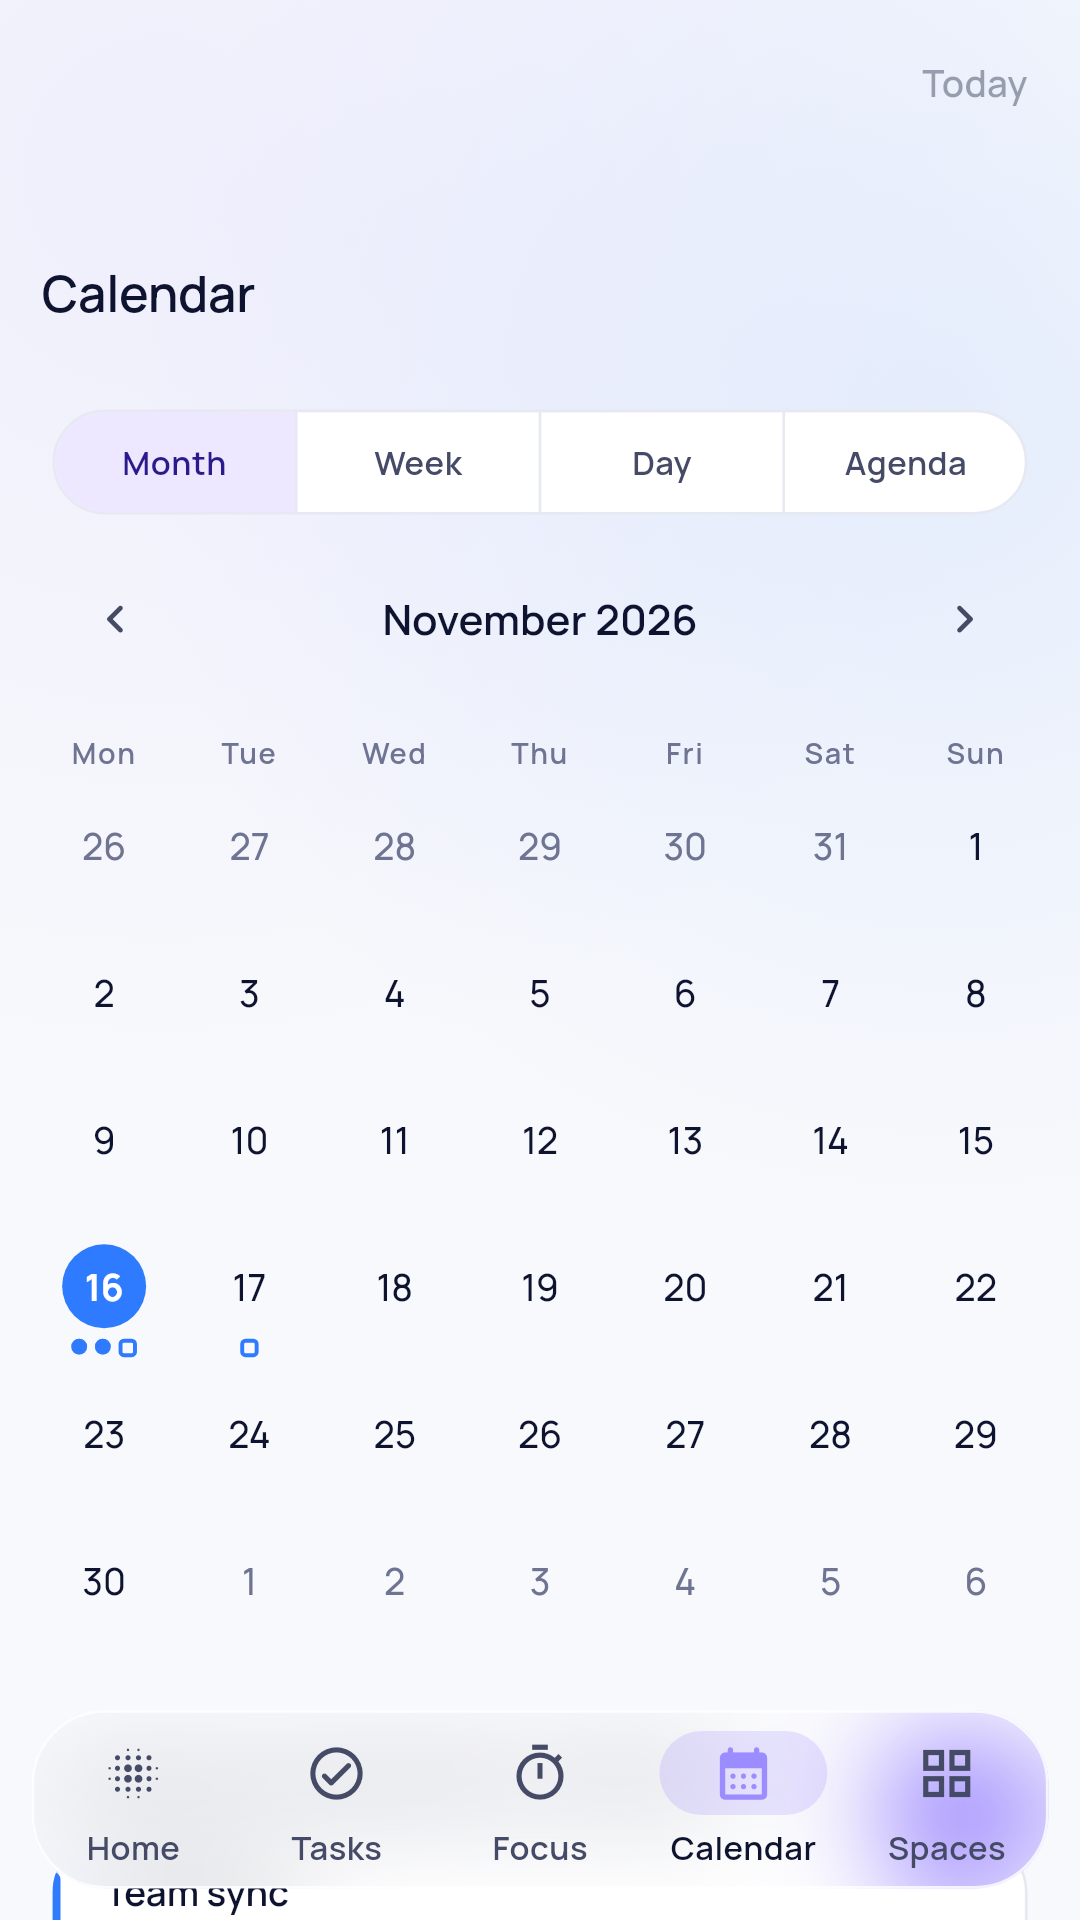 Today
Calendar
Month Week Day Agenda
November 2026
Mon Tue Wed Thu Fri Sat Sun
26 27 28 29 30 31 1
2 3 4 5 6 7 8
9 10 11 12 13 14 15
16 17 18 19 20 21 22
23 24 25 26 27 28 29
30 1 2 3 4 5 6
Home Tasks Focus Calendar Spaces
Team sync